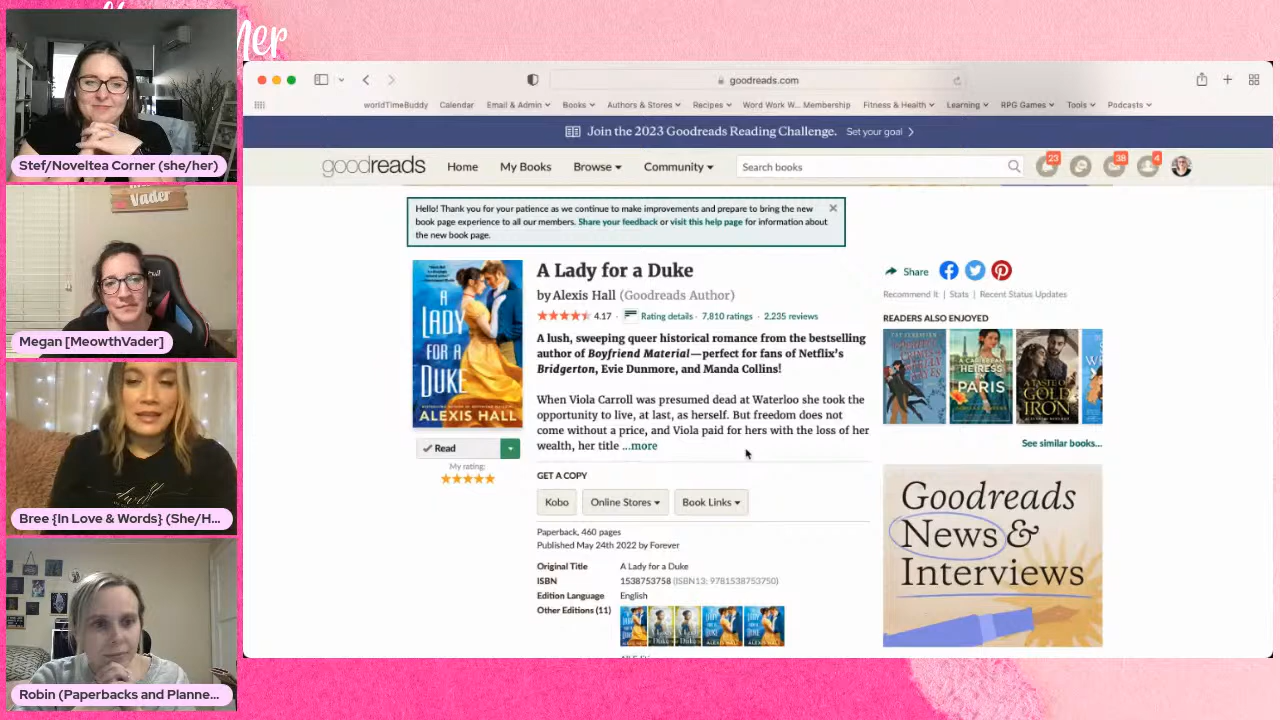 Mer
Stef/Noveltea Corner (she/her)
Vader
Megan [MeowthVader]
Bree {In Love & Words} (She/H...
Robin (Paperbacks and Planne...
goodreads.com
worldTimeBuddy Calendar Email & Admin Books Authors & Stores Recipes Word Work W... Membership Fitness & Health Learning RPG Games Tools Podcasts
Join the 2023 Goodreads Reading Challenge. Set your goal
goodreads Home My Books Browse Community Search books 23 38 4
Hello! Thank you for your patience as we continue to make improvements and prepare to bring the new
book page experience to all our members. Share your feedback or visit this help page for information about
the new book page.
A
LADY
FOR A
DUKE
ALEXIS HALL
Read
My rating:
A Lady for a Duke
by Alexis Hall (Goodreads Author)
4.17 · Rating details · 7,810 ratings · 2,235 reviews
A lush, sweeping queer historical romance from the bestselling
author of Boyfriend Material—perfect for fans of Netflix's
Bridgerton, Evie Dunmore, and Manda Collins!
When Viola Carroll was presumed dead at Waterloo she took the
opportunity to live, at last, as herself. But freedom does not
come without a price, and Viola paid for hers with the loss of her
wealth, her title ...more
GET A COPY
Kobo Online Stores Book Links
Paperback, 460 pages
Published May 24th 2022 by Forever
Original Title A Lady for a Duke
ISBN 1538753758 (ISBN13: 9781538753750)
Edition Language English
Other Editions (11)
Share
Recommend It | Stats | Recent Status Updates
READERS ALSO ENJOYED
HEIRESS
PARIS
A TASTE OF
GOLD
IRON
See similar books…
Goodreads
News &
Interviews